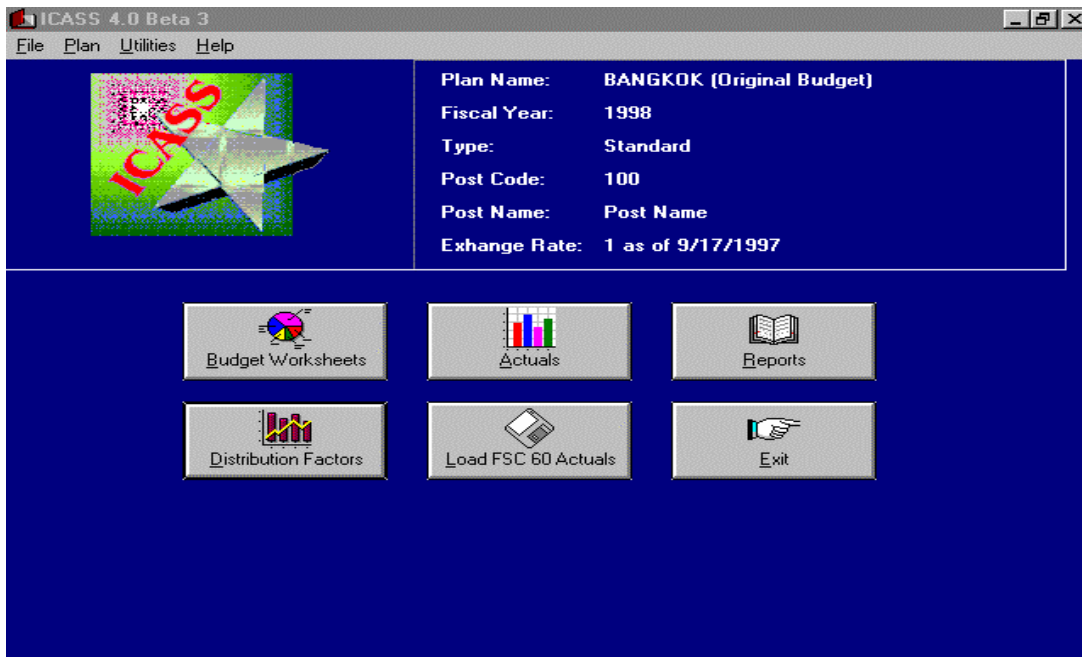 ICASS 4.0 Beta 3
File Plan Utilities Help
ICASS
Plan Name: BANGKOK (Original Budget)
Fiscal Year: 1998
Type: Standard
Post Code: 100
Post Name: Post Name
Exhange Rate: 1 as of 9/17/1997
Budget Worksheets
Actuals
Reports
Distribution Factors
Load FSC 60 Actuals
Exit